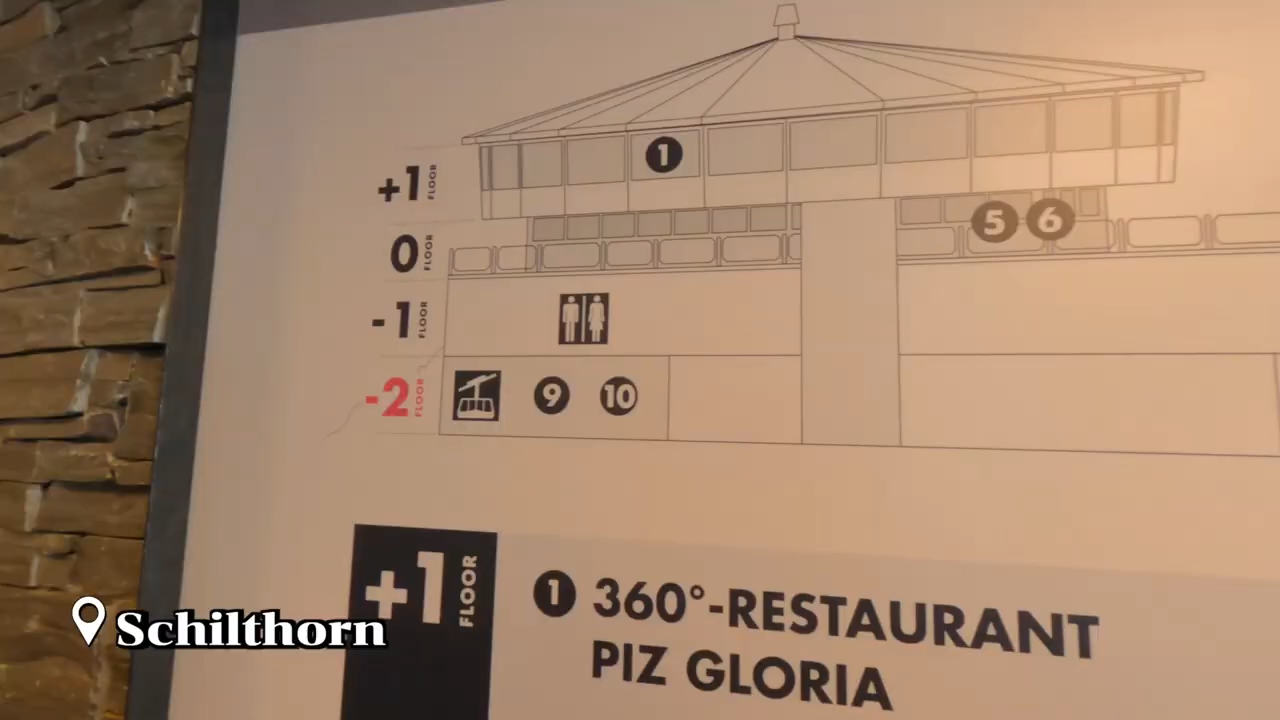 1
+1 FLOOR
5 6
0 FLOOR
-1 FLOOR
-2 FLOOR
9 10
+1 FLOOR
1 360°-RESTAURANT
PIZ GLORIA
Schilthorn